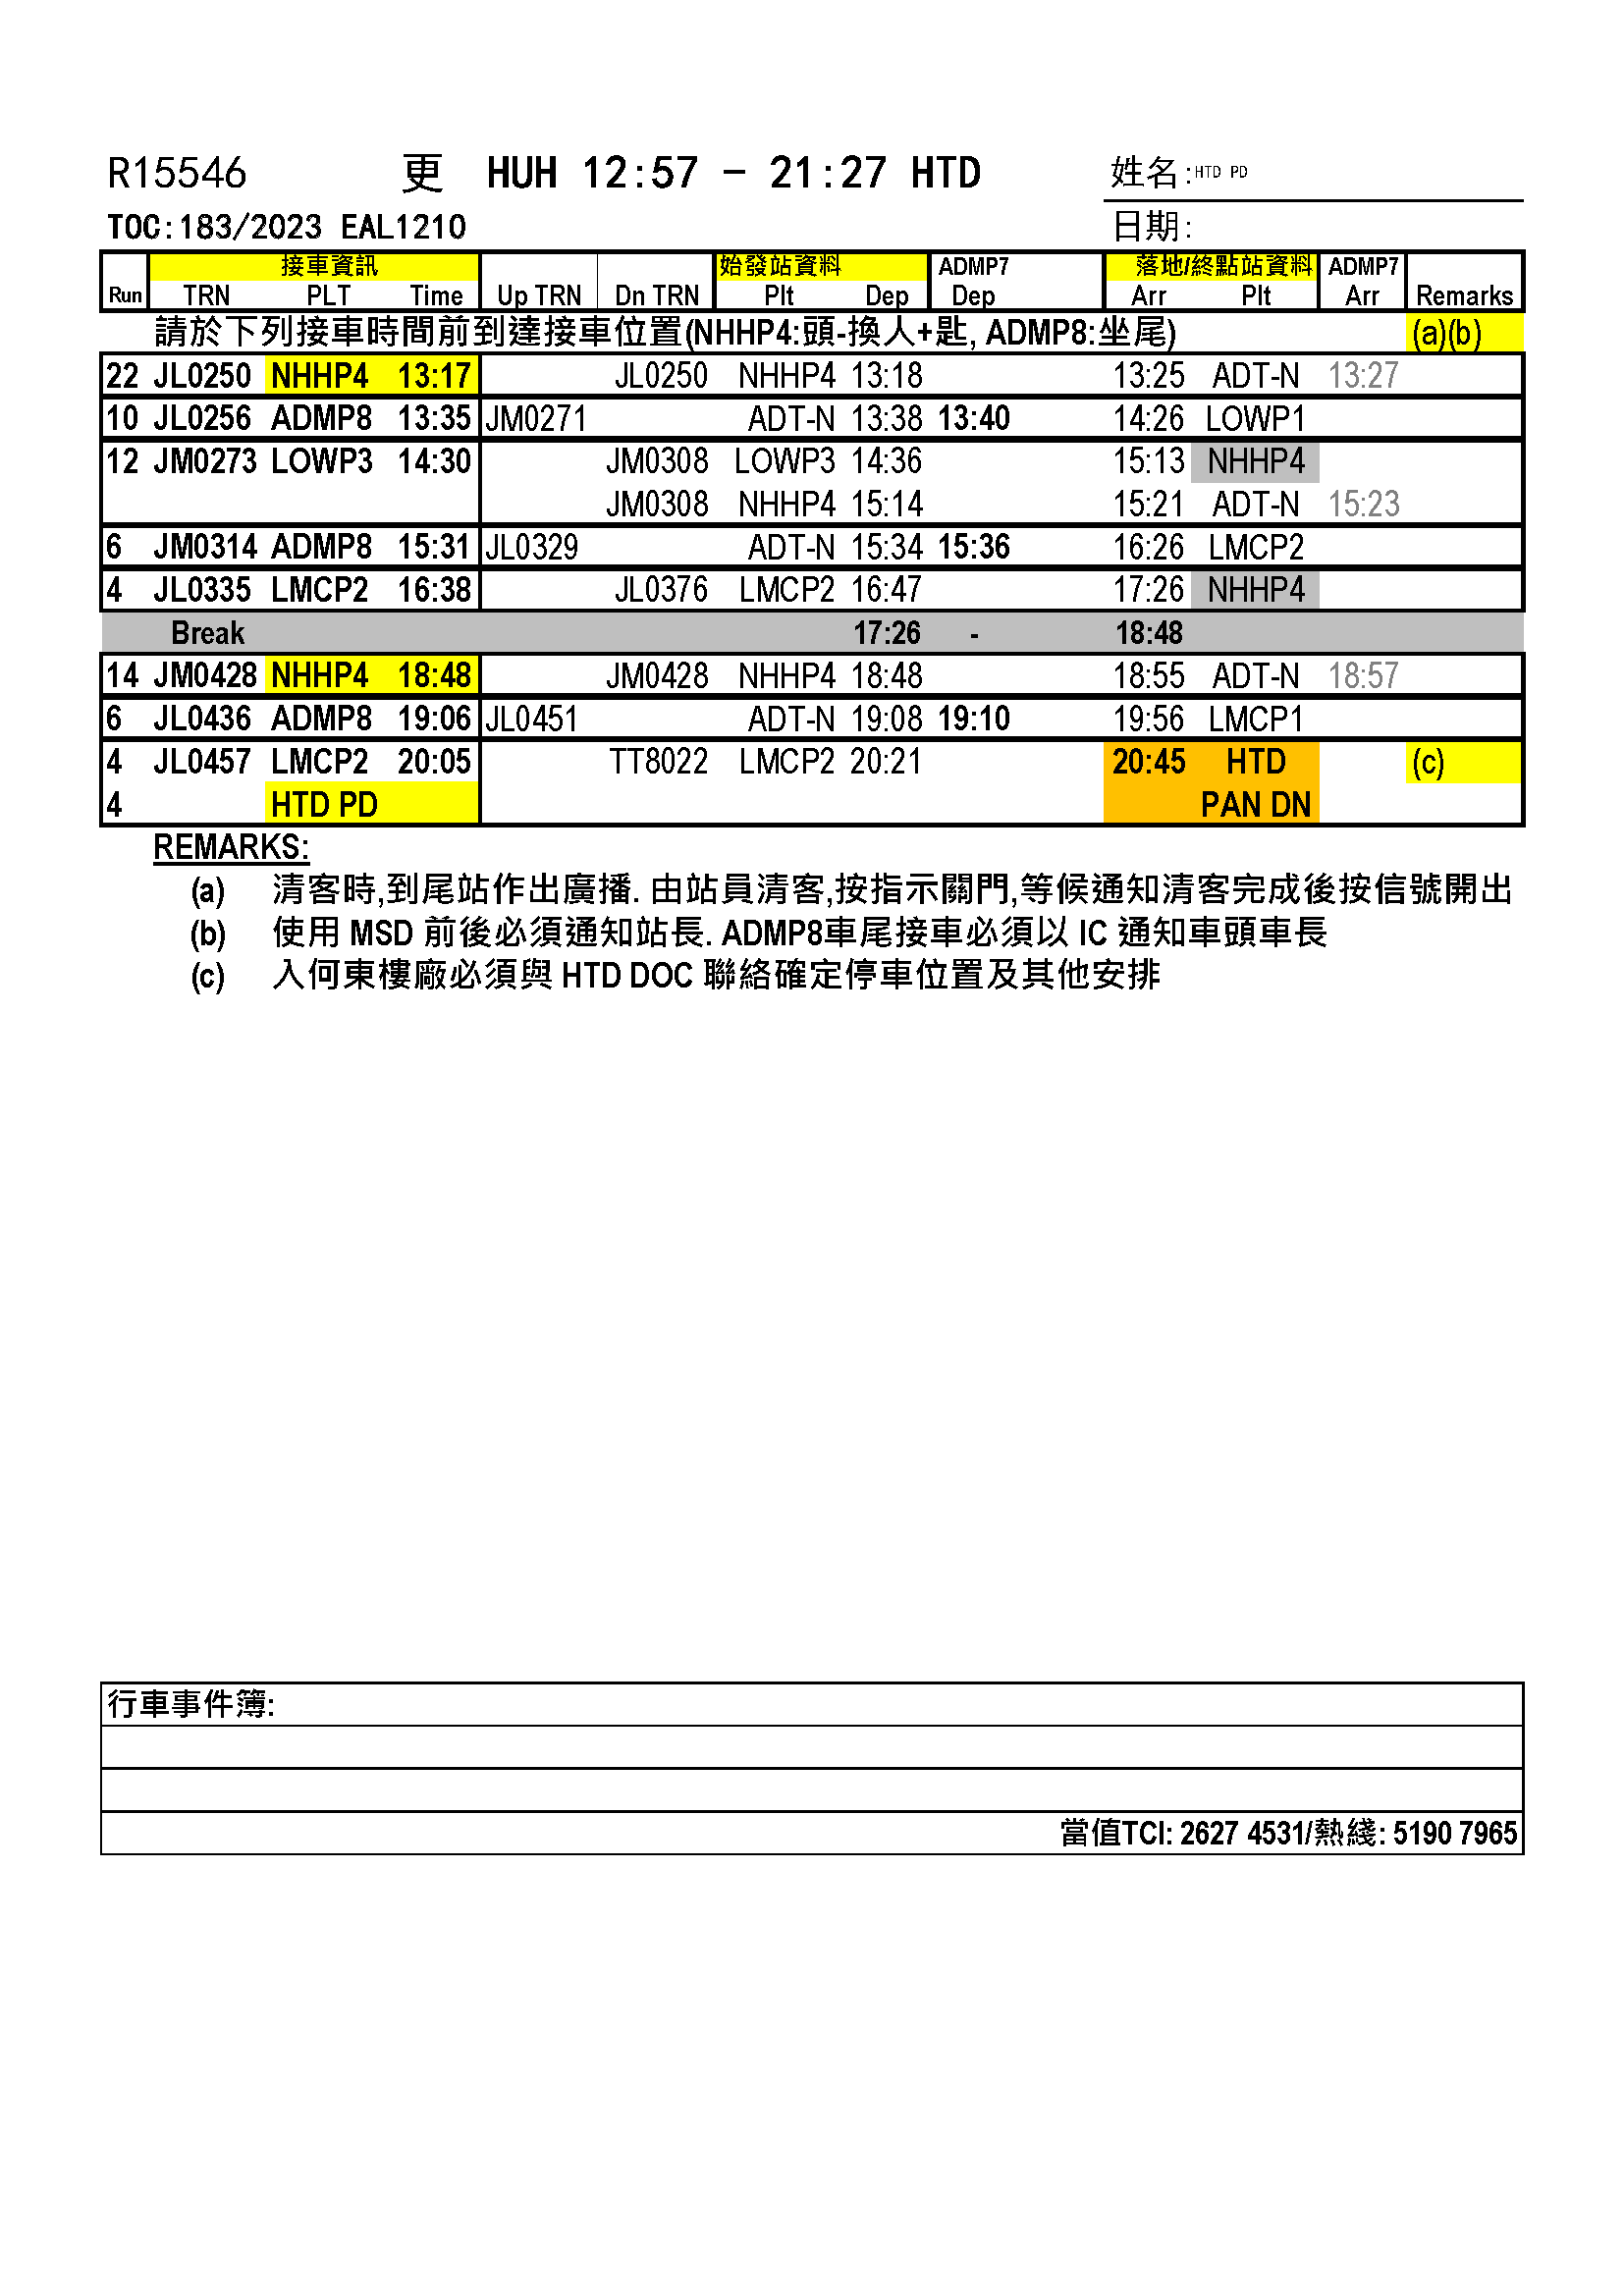 R15546 更 HUH 12:57 - 21:27 HTD 姓名:HTD PD
TOC:183/2023 EAL1210 日期:
接車資訊 始發站資料 ADMP7 落地/終點站資料 ADMP7
Run TRN PLT Time Up TRN Dn TRN Plt Dep Dep Arr Plt Arr Remarks
請於下列接車時間前到達接車位置(NHHP4:頭-換人+匙, ADMP8:坐尾) (a)(b)
22 JL0250 NHHP4 13:17 JL0250 NHHP4 13:18 13:25 ADT-N 13:27
10 JL0256 ADMP8 13:35 JM0271 ADT-N 13:38 13:40 14:26 LOWP1
12 JM0273 LOWP3 14:30 JM0308 LOWP3 14:36 15:13 NHHP4
JM0308 NHHP4 15:14 15:21 ADT-N 15:23
6 JM0314 ADMP8 15:31 JL0329 ADT-N 15:34 15:36 16:26 LMCP2
4 JL0335 LMCP2 16:38 JL0376 LMCP2 16:47 17:26 NHHP4
Break 17:26 - 18:48
14 JM0428 NHHP4 18:48 JM0428 NHHP4 18:48 18:55 ADT-N 18:57
6 JL0436 ADMP8 19:06 JL0451 ADT-N 19:08 19:10 19:56 LMCP1
4 JL0457 LMCP2 20:05 TT8022 LMCP2 20:21 20:45 HTD (c)
4 HTD PD PAN DN
REMARKS:
(a) 清客時,到尾站作出廣播. 由站員清客,按指示關門,等候通知清客完成後按信號開出
(b) 使用 MSD 前後必須通知站長. ADMP8車尾接車必須以 IC 通知車頭車長
(c) 入何東樓廠必須與 HTD DOC 聯絡確定停車位置及其他安排
行車事件簿:
當值TCI: 2627 4531/熱綫: 5190 7965